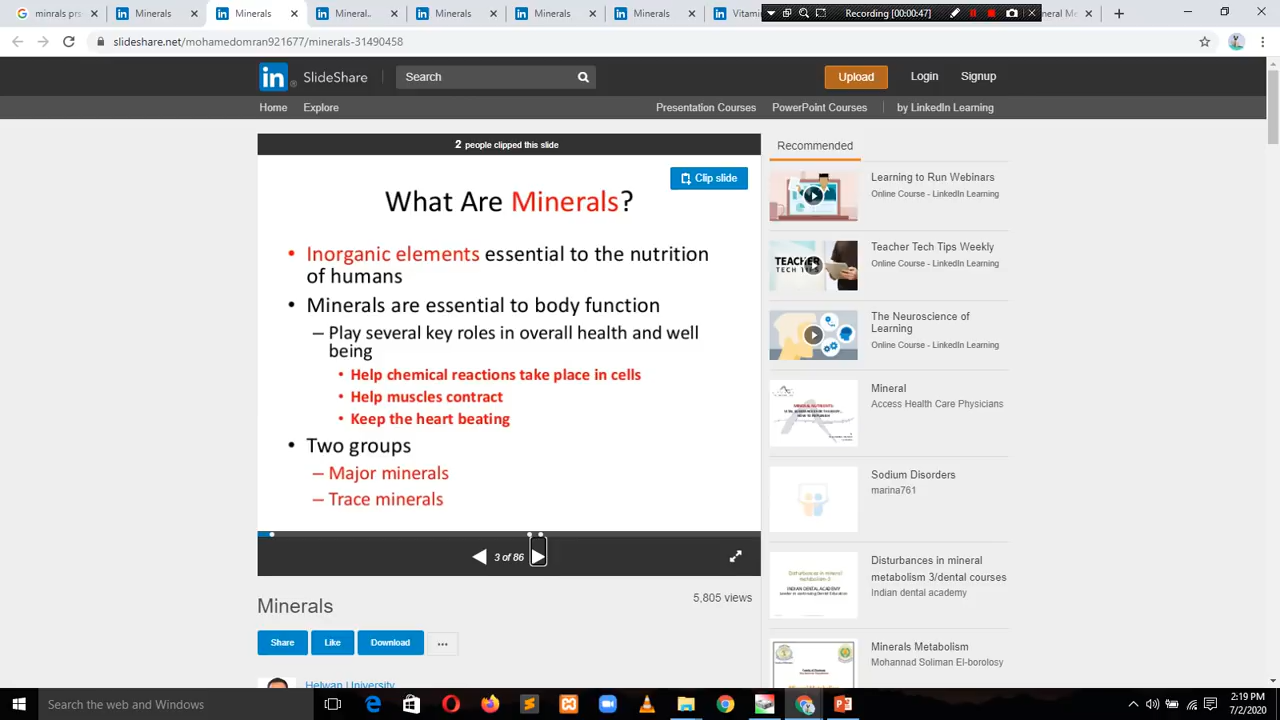 minerals pr
Minerals
Minerals
Minerals
Minerals
Minerals
Minerals
Vitam
Recording [00:00:47]
slideshare.net/mohamedomran921677/minerals-31490458
in SlideShare
Search
Upload
Login
Signup
Home
Explore
Presentation Courses
PowerPoint Courses
by LinkedIn Learning
2 people clipped this slide
Clip slide
What Are Minerals?
• Inorganic elements essential to the nutrition
of humans
• Minerals are essential to body function
– Play several key roles in overall health and well
being
• Help chemical reactions take place in cells
• Help muscles contract
• Keep the heart beating
• Two groups
– Major minerals
– Trace minerals
3 of 86
Minerals
5,805 views
Share
Like
Download
...
Helwan University
Recommended
Learning to Run Webinars
Online Course - LinkedIn Learning
TEACHER
TECH TIPS
Teacher Tech Tips Weekly
Online Course - LinkedIn Learning
The Neuroscience of
Learning
Online Course - LinkedIn Learning
Mineral
Access Health Care Physicians
Sodium Disorders
marina761
Disturbances in mineral
metabolism 3/dental courses
Indian dental academy
Minerals Metabolism
Mohannad Soliman El-borolosy
Search the web and Windows
2:19 PM
7/2/2020